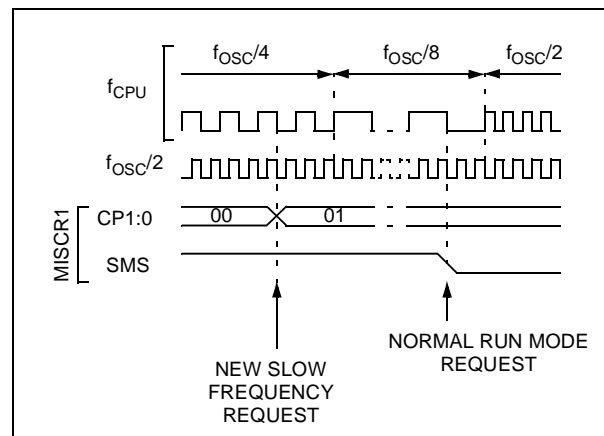 fOSC/4 fOSC/8 fOSC/2
fCPU
fOSC/2
MISCR1
CP1:0 00 01
SMS
NEW SLOW
FREQUENCY
REQUEST
NORMAL RUN MODE
REQUEST